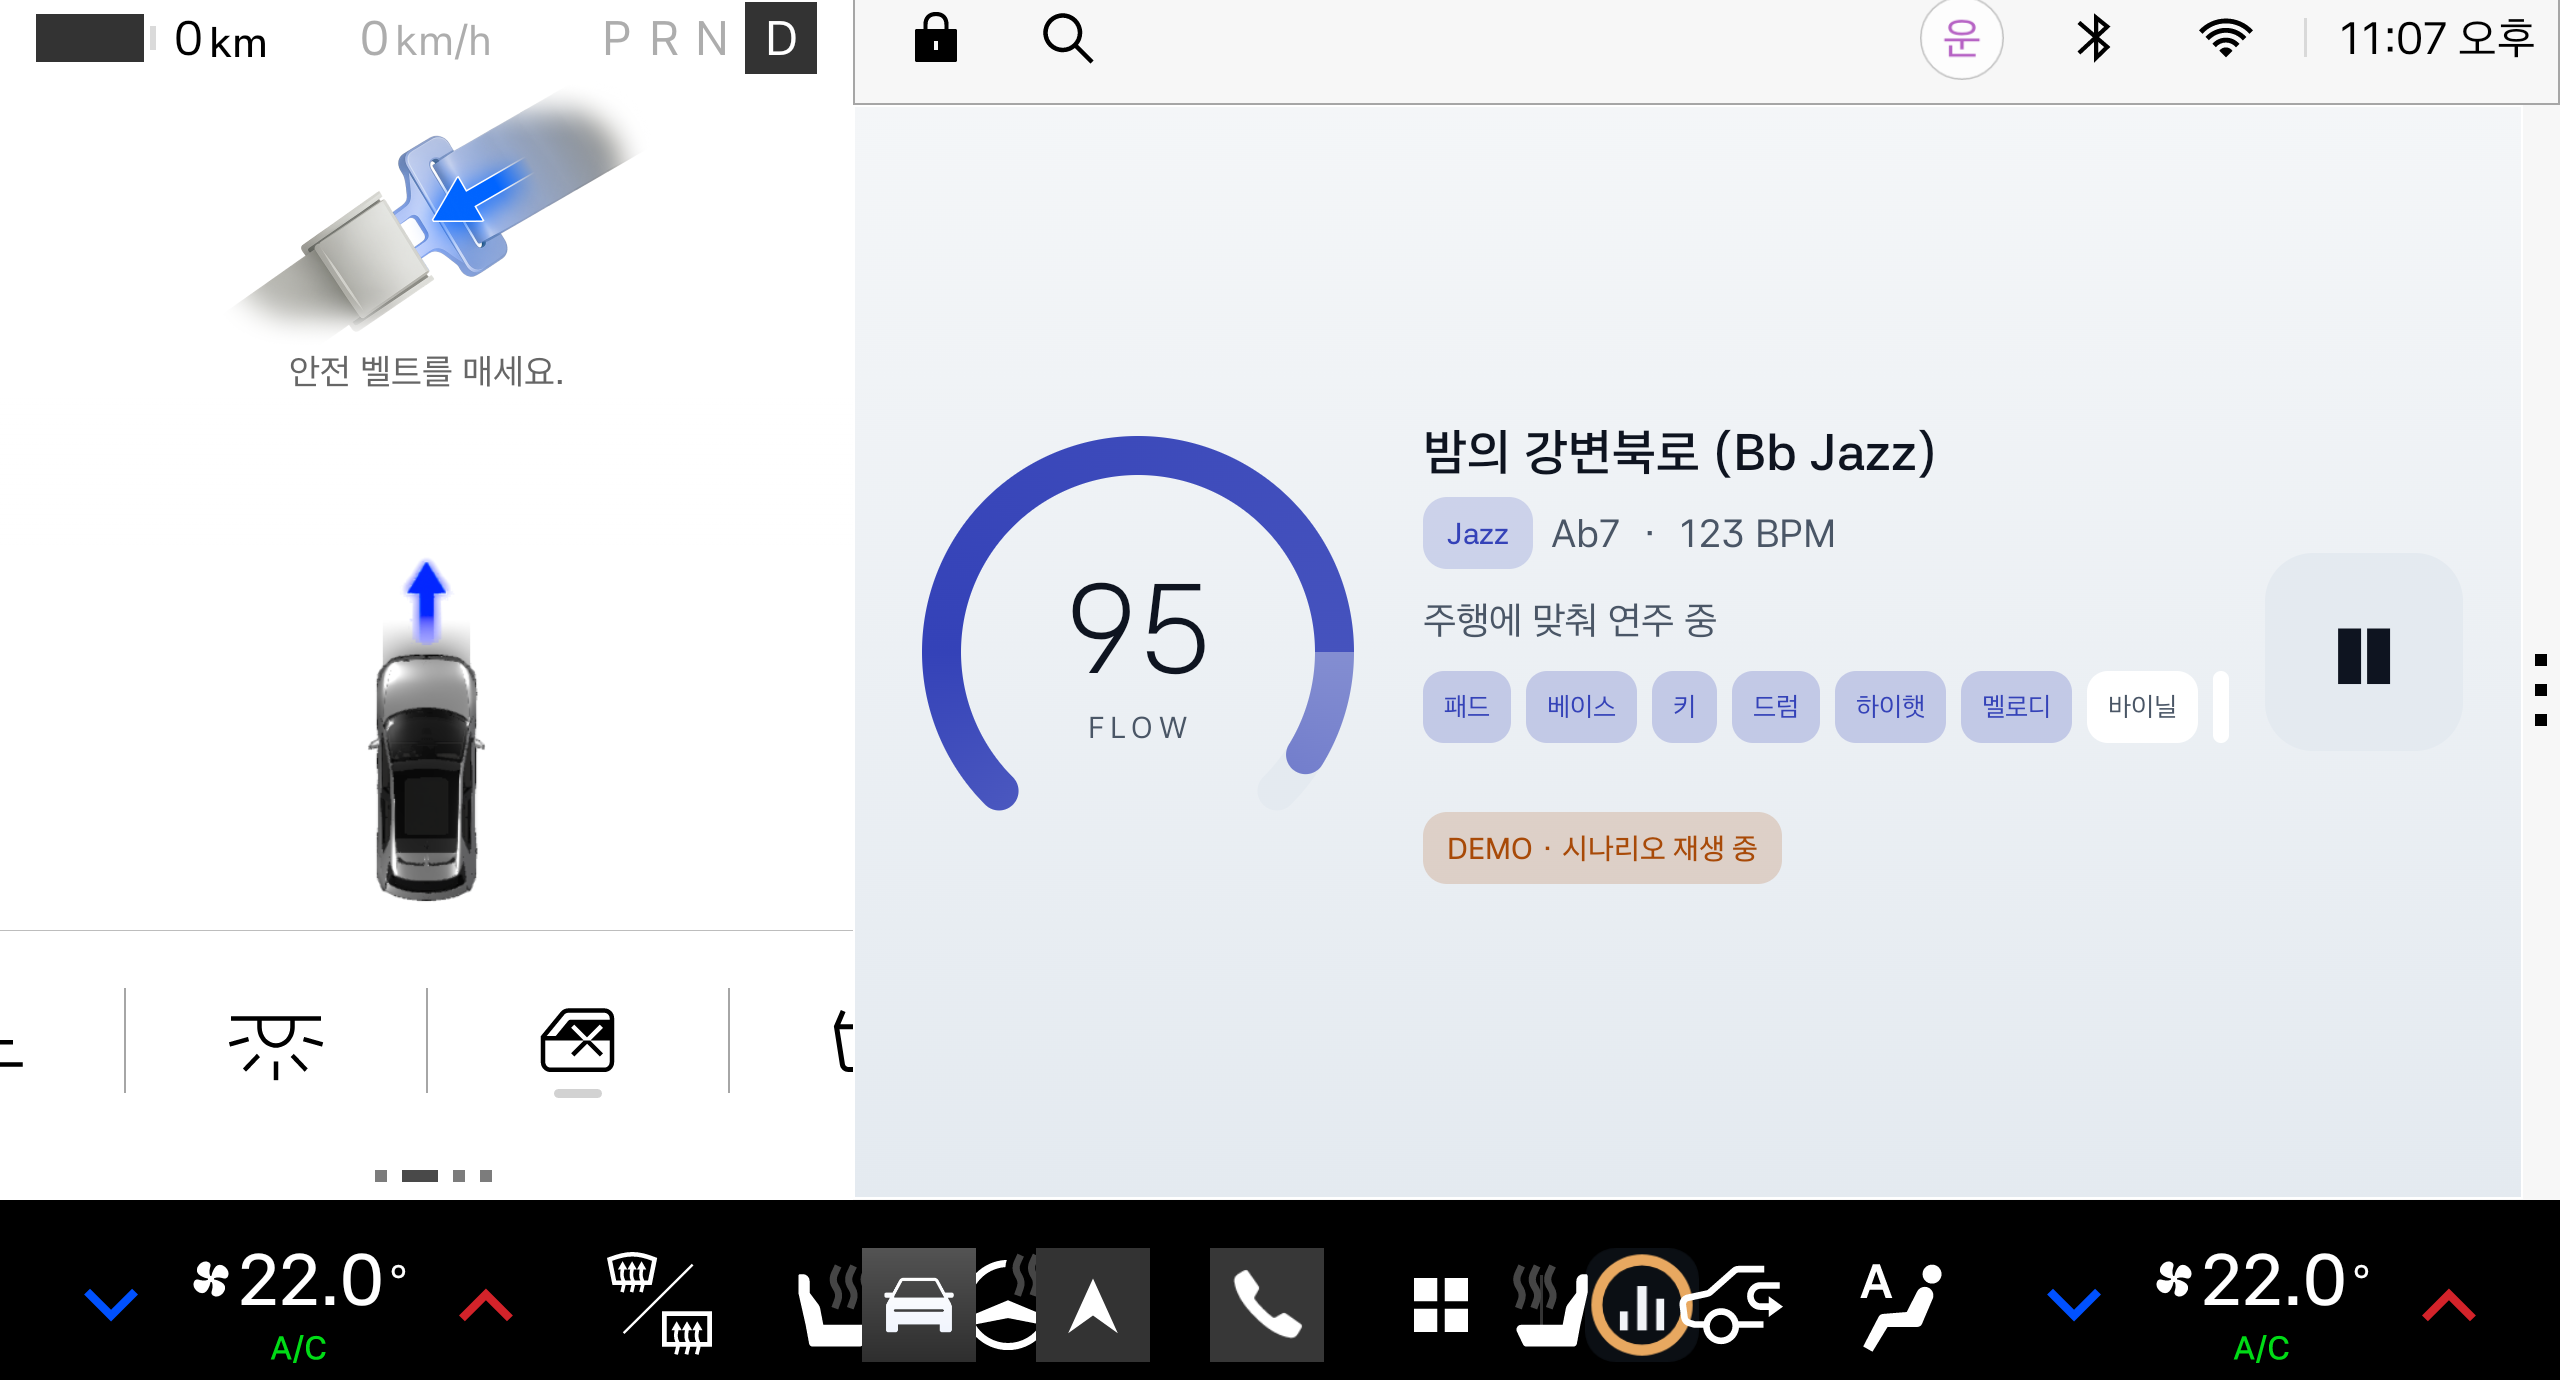 0 km
0 km/h
P R N D
운
11:07 오후
안전 벨트를 매세요.
밤의 강변북로 (Bb Jazz)
Jazz
Ab7 · 123 BPM
95
FLOW
주행에 맞춰 연주 중
패드
베이스
키
드럼
하이햇
멜로디
바이닐
DEMO · 시나리오 재생 중
22.0°
A/C
A
22.0°
A/C